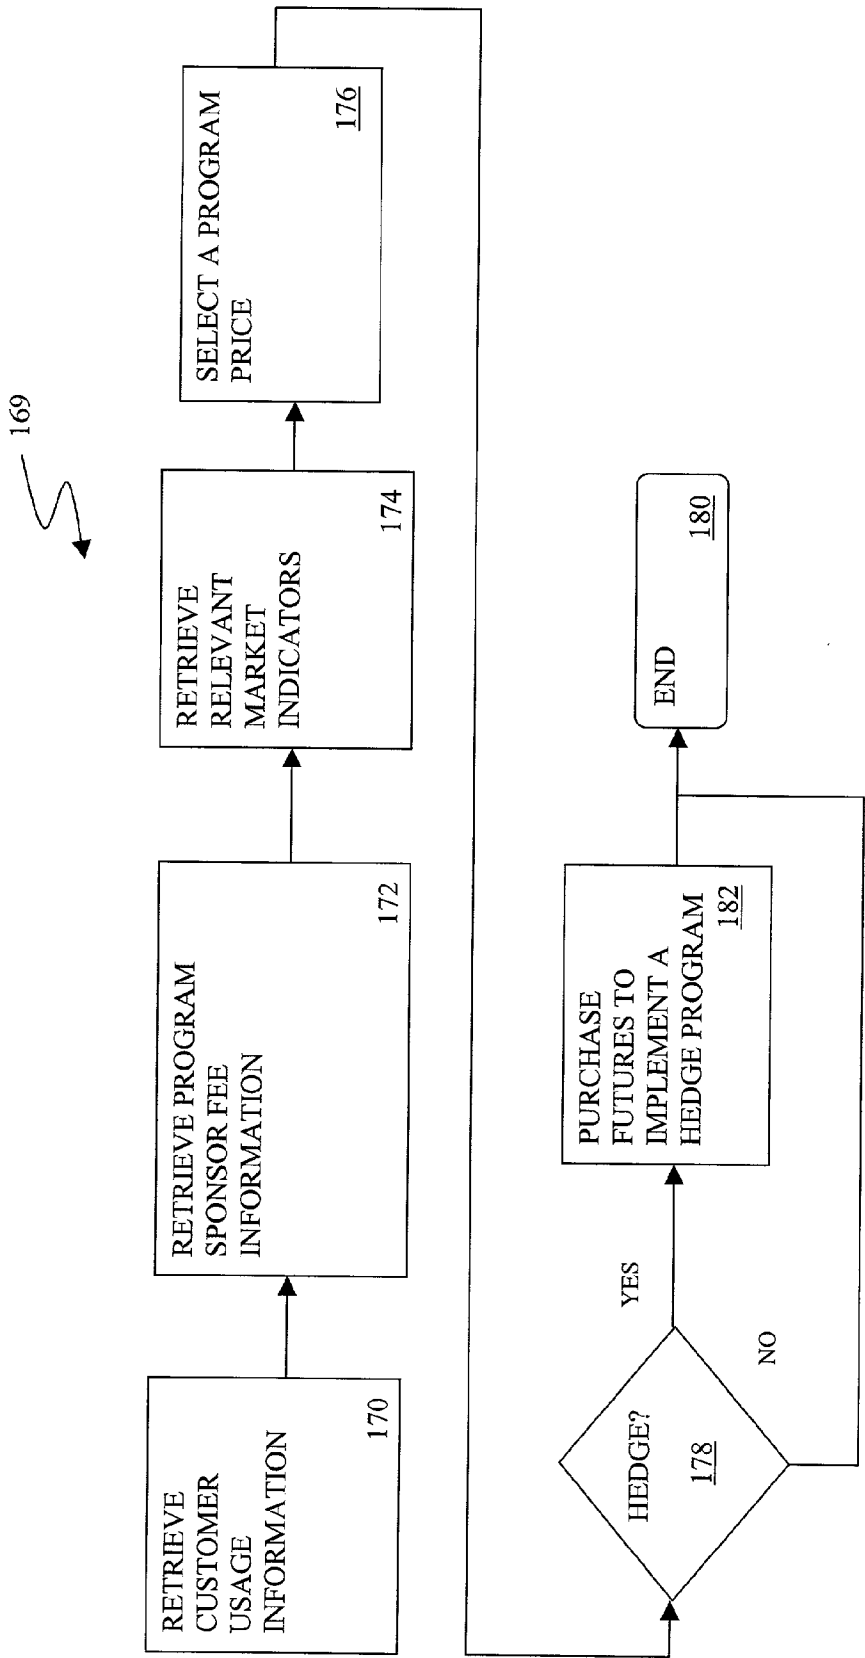 169
RETRIEVE
CUSTOMER
USAGE
INFORMATION
170
RETRIEVE PROGRAM
SPONSOR FEE
INFORMATION
172
RETRIEVE
RELEVANT
MARKET
INDICATORS
174
SELECT A PROGRAM
PRICE
176
HEDGE?
178
YES
NO
PURCHASE
FUTURES TO
IMPLEMENT A
HEDGE PROGRAM
182
END
180